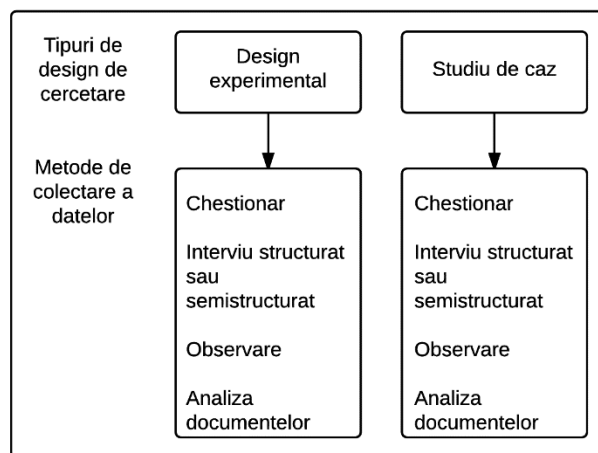 Tipuri de
design de
cercetare
Design
experimental
Studiu de caz
Metode de
colectare a
datelor
Chestionar
Interviu structurat
sau
semistructurat
Observare
Analiza
documentelor
Chestionar
Interviu structurat
sau
semistructurat
Observare
Analiza
documentelor